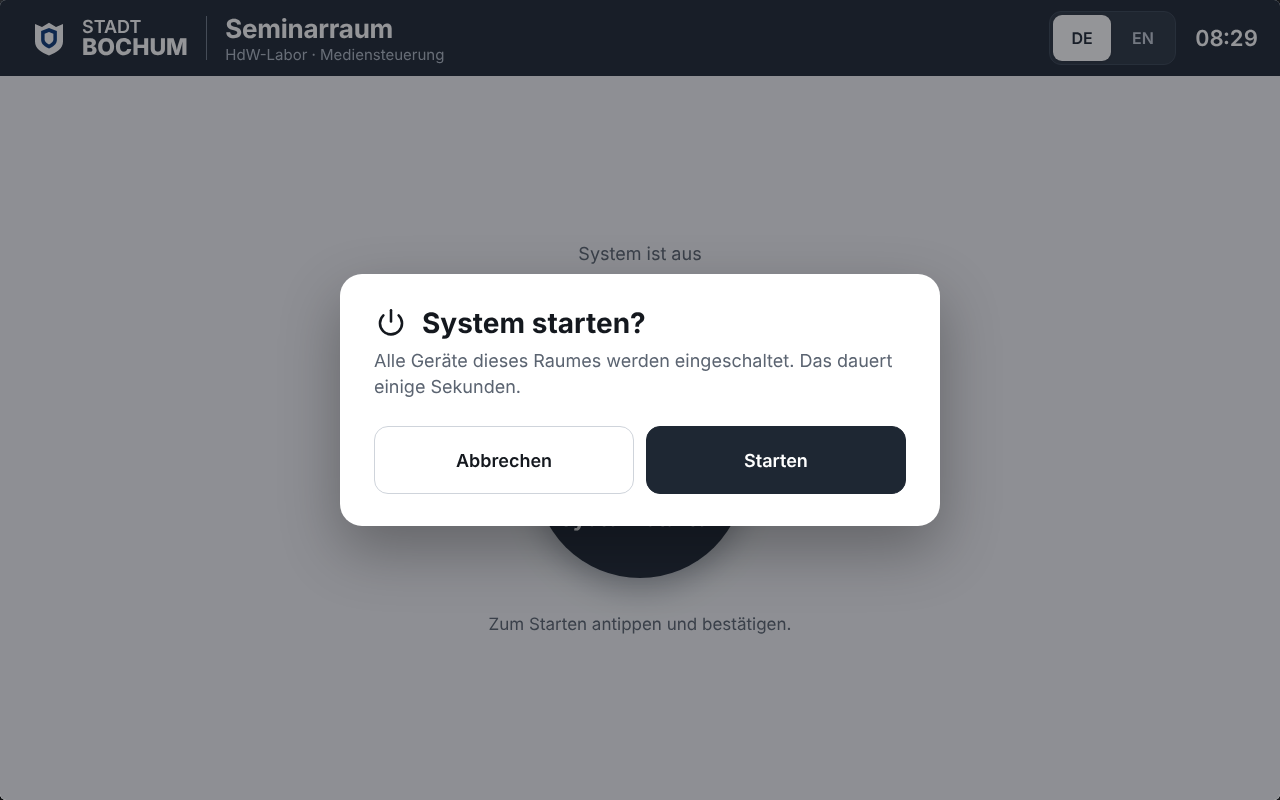 STADT
BOCHUM
Seminarraum
HdW-Labor · Mediensteuerung
DE
EN
08:29
System ist aus
System starten?
Alle Geräte dieses Raumes werden eingeschaltet. Das dauert
einige Sekunden.
Abbrechen
Starten
Zum Starten antippen und bestätigen.